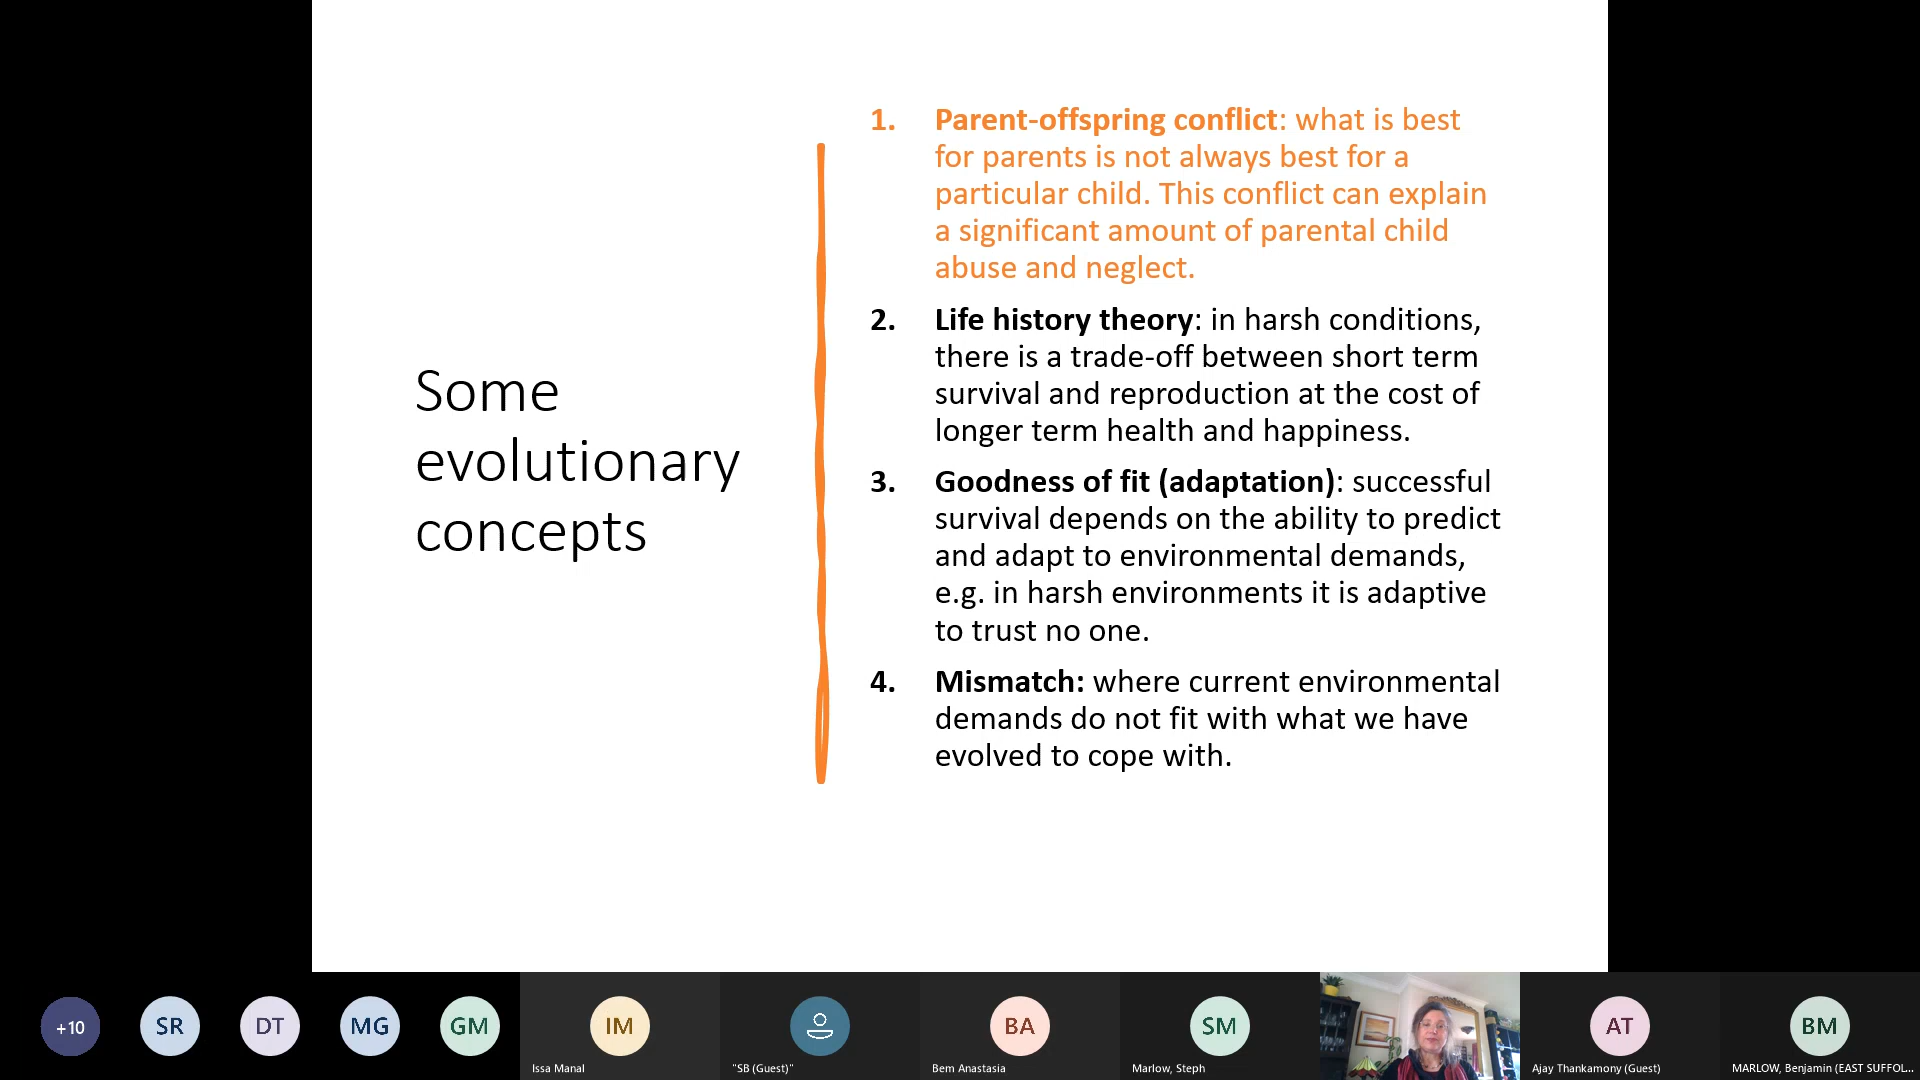 Some
evolutionary
concepts
1. Parent-offspring conflict: what is best
for parents is not always best for a
particular child. This conflict can explain
a significant amount of parental child
abuse and neglect.
2. Life history theory: in harsh conditions,
there is a trade-off between short term
survival and reproduction at the cost of
longer term health and happiness.
3. Goodness of fit (adaptation): successful
survival depends on the ability to predict
and adapt to environmental demands,
e.g. in harsh environments it is adaptive
to trust no one.
4. Mismatch: where current environmental
demands do not fit with what we have
evolved to cope with.
+10
SR
DT
MG
GM
IM
Issa Manal
"SB (Guest)"
BA
Bem Anastasia
SM
Marlow, Steph
AT
Ajay Thankamony (Guest)
BM
MARLOW, Benjamin (EAST SUFFOL...